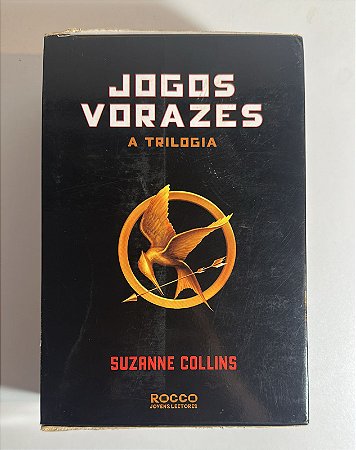 JOGOS
VORAZES
A TRILOGIA
SUZANNE COLLINS
ROCCO
JOVENS LEITORES